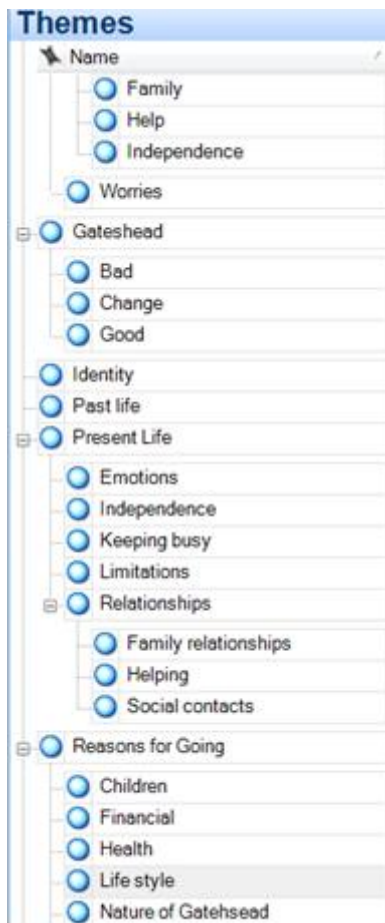 Themes
Name
Family
Help
Independence
Worries
Gateshead
Bad
Change
Good
Identity
Past life
Present Life
Emotions
Independence
Keeping busy
Limitations
Relationships
Family relationships
Helping
Social contacts
Reasons for Going
Children
Financial
Health
Life style
Nature of Gatehsead